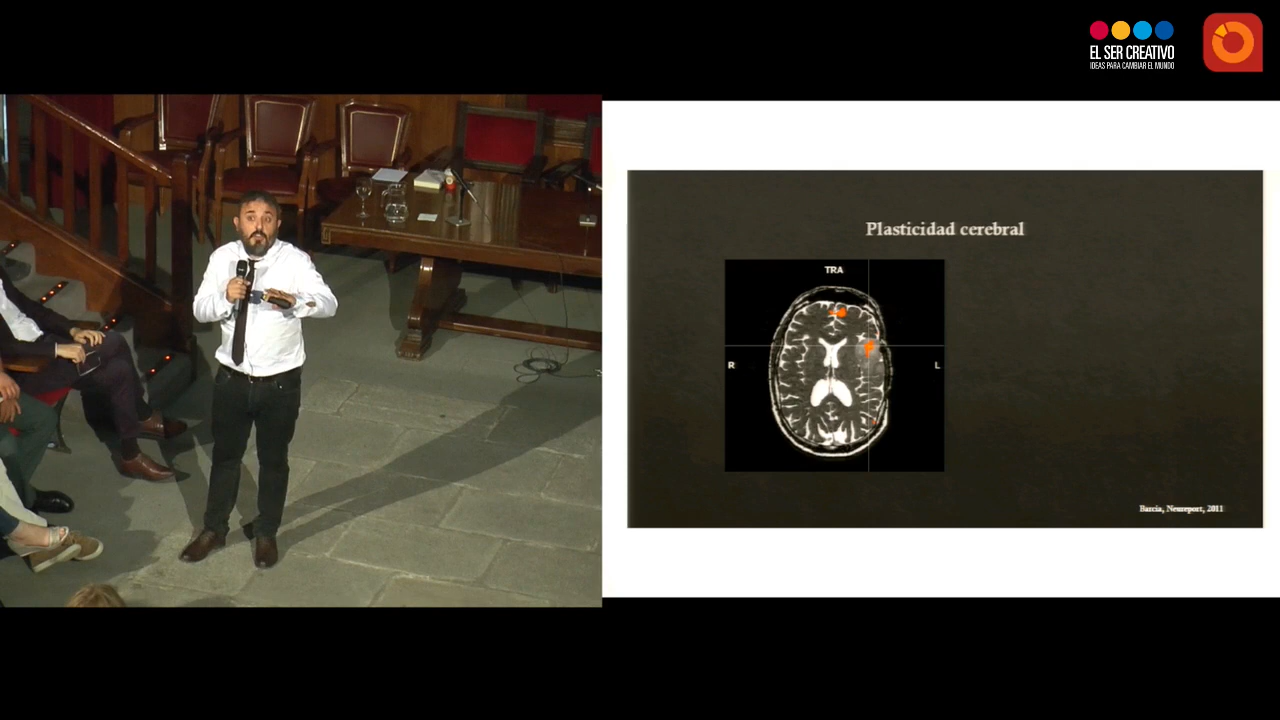 EL SER CREATIVO
IDEAS PARA CAMBIAR EL MUNDO
Plasticidad cerebral
TRA
R
L
Barcia, Neureport, 2011